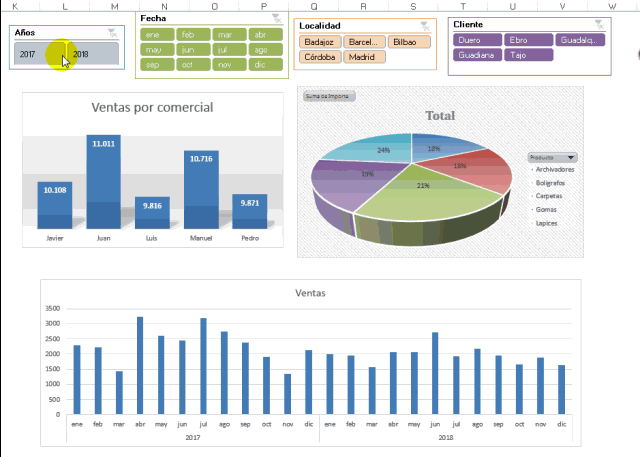 K L M N O P Q R S T U V W
Años
2017 2018
Fecha
ene feb mar abr
may jun jul ago
sep oct nov dic
Localidad
Badajoz Barcel... Bilbao
Córdoba Madrid
Cliente
Duero Ebro Guadalq...
Guadiana Tajo
Ventas por comercial
10.108 11.011 9.816 10.716 9.871
Javier Juan Luis Manuel Pedro
Suma de Importe
Total
24% 18%
19% 18%
21%
Producto
Archivadores
Boligrafos
Carpetas
Gomas
Lapices
Ventas
3500
3000
2500
2000
1500
1000
500
0
ene feb mar abr may jun jul ago sep oct nov dic ene feb mar abr may jun jul ago sep oct nov dic
2017 2018